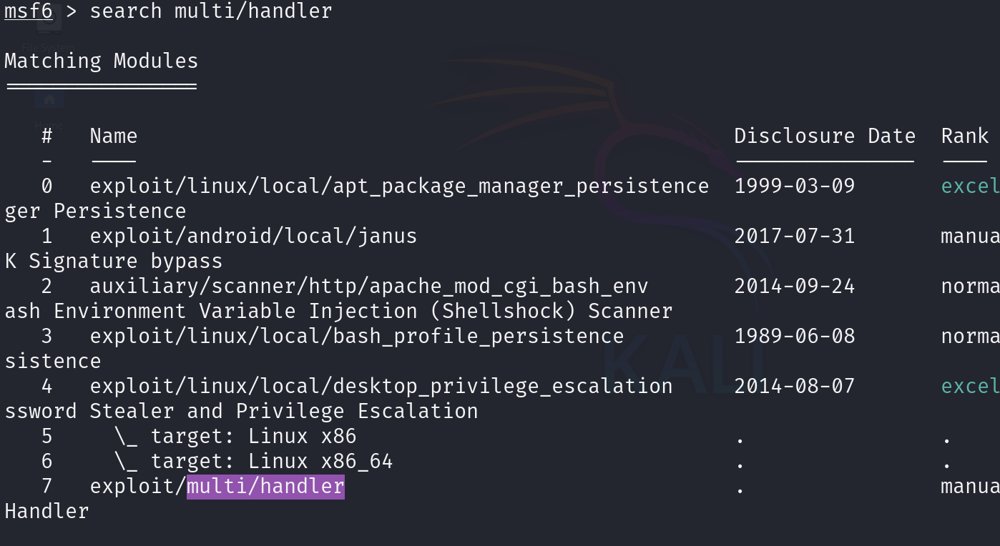 msf6 > search multi/handler
File System
Matching Modules
================
Home
# Name Disclosure Date Rank
- ---- --------------- ----
0 exploit/linux/local/apt_package_manager_persistence 1999-03-09 excel
ger Persistence
1 exploit/android/local/janus 2017-07-31 manua
K Signature bypass
2 auxiliary/scanner/http/apache_mod_cgi_bash_env 2014-09-24 norma
ash Environment Variable Injection (Shellshock) Scanner
3 exploit/linux/local/bash_profile_persistence 1989-06-08 norma
sistence
KALI
4 exploit/linux/local/desktop_privilege_escalation 2014-08-07 excel
ssword Stealer and Privilege Escalation
5 \_ target: Linux x86 . .
6 \_ target: Linux x86_64 . .
7 exploit/multi/handler . manua
Handler